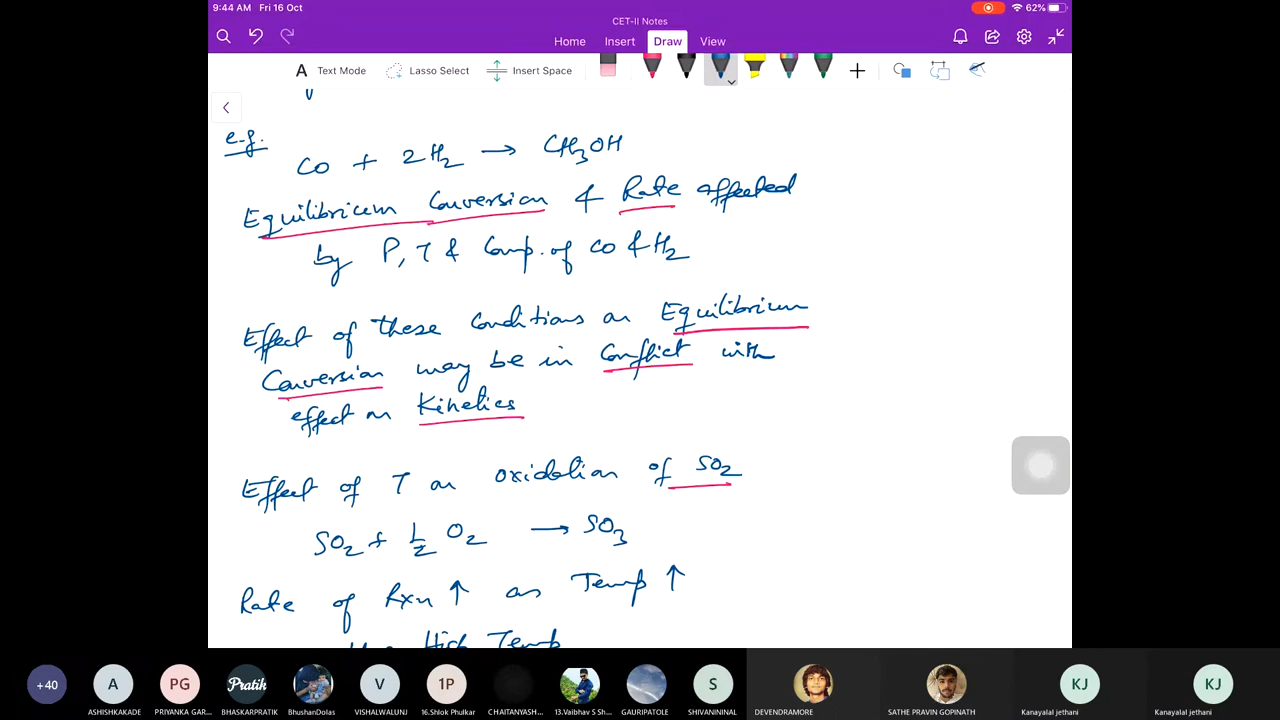 9:44 AM Fri 16 Oct
62%
CET-II Notes
Home Insert Draw View
A Text Mode Lasso Select Insert Space
e.g.
CO + 2H2 → CH3OH
Equilibrium Conversion & Rate affected
by P, T & Comp. of CO & H2
Effect of these conditions on Equilibrium
Conversion may be in Conflict with
effect on Kinetics
Effect of T on oxidation of SO2
SO2 + 1/2 O2 → SO3
Rate of Rxn ↑ as Temp ↑
High Temp
+40 A PG Pratik V 1P S KJ KJ
ASHISHKAKADE PRIYANKA GAR... BHASKARPRATIK BhushanDolas VISHALWALUNJ 16.Shlok Phulkar CHAITANYASH... 13.Vaibhav S Sh... GAURIPATOLE SHIVANININAL DEVENDRAMORE SATHE PRAVIN GOPINATH Kanayalal jethani Kanayalal jethani